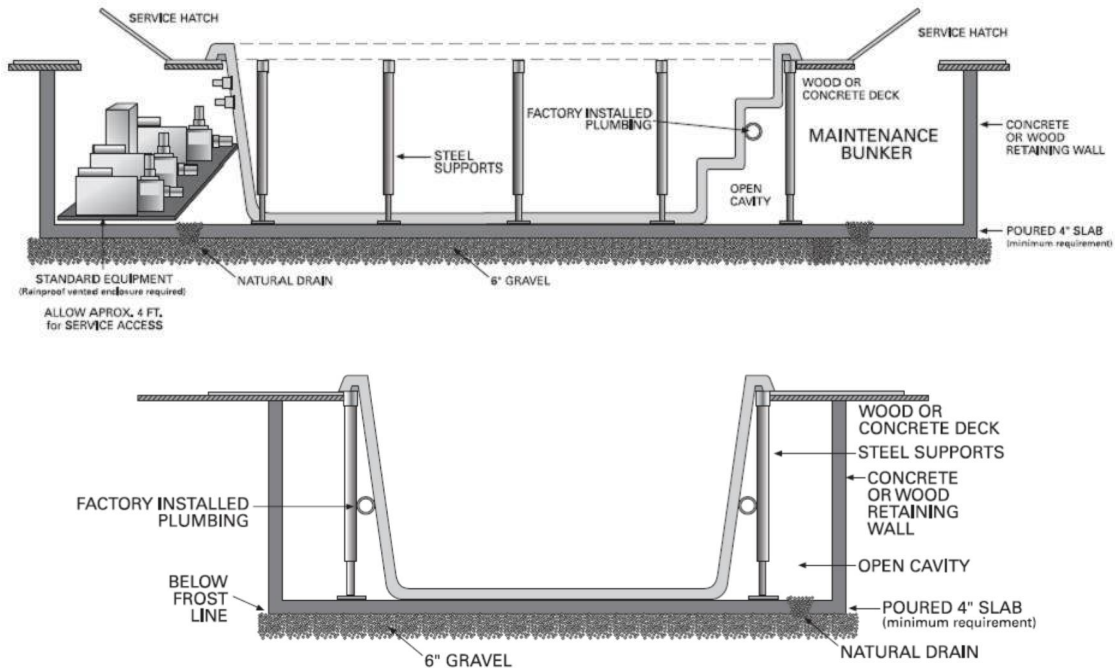 SERVICE HATCH
SERVICE HATCH
WOOD OR
CONCRETE DECK
FACTORY INSTALLED
PLUMBING
MAINTENANCE
BUNKER
CONCRETE
OR WOOD
RETAINING WALL
STEEL
SUPPORTS
OPEN
CAVITY
POURED 4" SLAB
(minimum requirement)
STANDARD EQUIPMENT
(Rainproof vented enclosure required)
NATURAL DRAIN
6" GRAVEL
ALLOW APROX. 4 FT.
for SERVICE ACCESS
WOOD OR
CONCRETE DECK
STEEL SUPPORTS
CONCRETE
OR WOOD
RETAINING
WALL
FACTORY INSTALLED
PLUMBING
OPEN CAVITY
BELOW
FROST
LINE
POURED 4" SLAB
(minimum requirement)
NATURAL DRAIN
6" GRAVEL